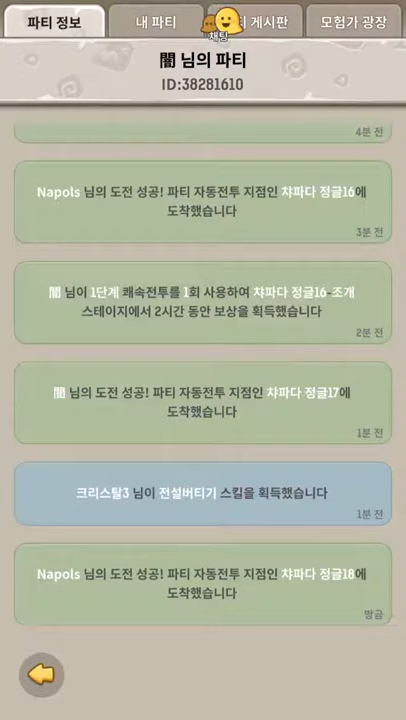 파티 정보
내 파티
게시판
모험가 광장
채팅
闇 님의 파티
ID:38281610
4분 전
Napols 님의 도전 성공! 파티 자동전투 지점인 챠파다 정글16에
도착했습니다
3분 전
闇 님이 1단계 쾌속전투를 1회 사용하여 챠파다 정글16-조개
스테이지에서 2시간 동안 보상을 획득했습니다
2분 전
闇 님의 도전 성공! 파티 자동전투 지점인 챠파다 정글17에
도착했습니다
1분 전
크리스탈3 님이 전설버티기 스킬을 획득했습니다
1분 전
Napols 님의 도전 성공! 파티 자동전투 지점인 챠파다 정글18에
도착했습니다
방금